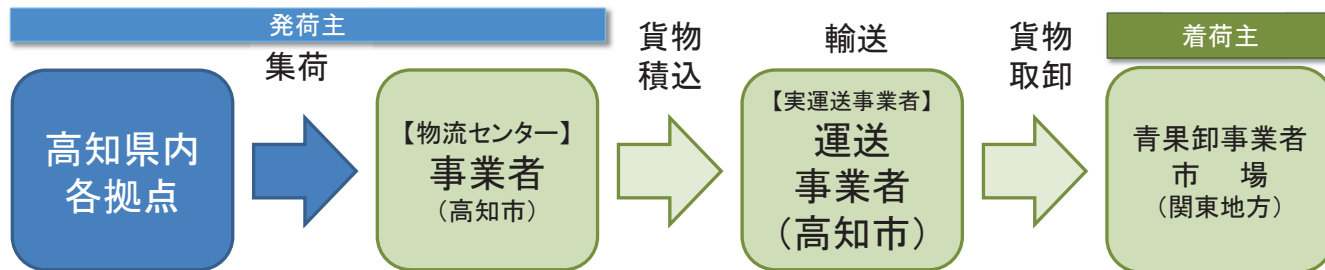 発荷主
集荷
高知県内
各拠点
【物流センター】
事業者
（高知市）
貨物
積込
輸送
【実運送事業者】
運送
事業者
（高知市）
貨物
取卸
着荷主
青果卸事業者
市　場
（関東地方）